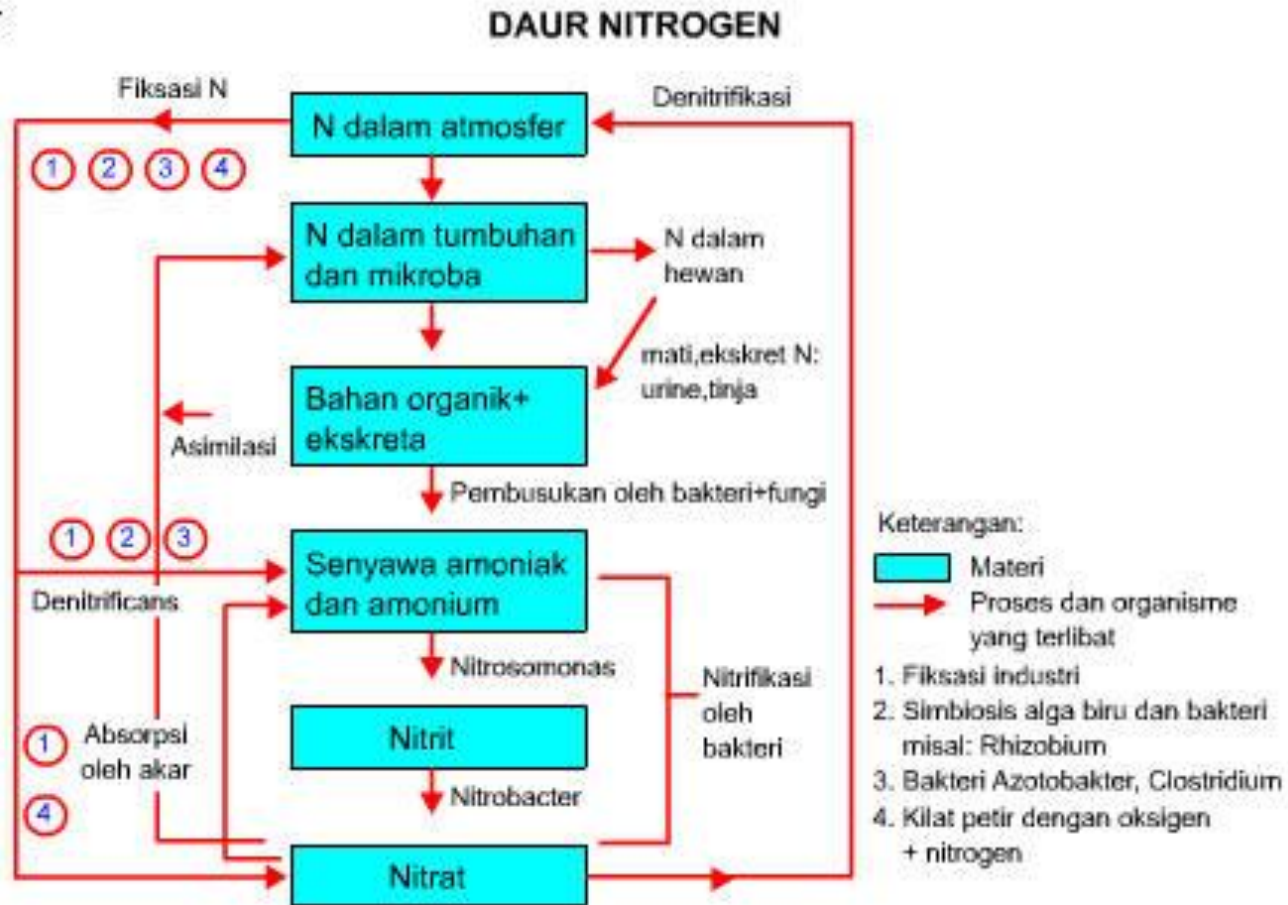 DAUR NITROGEN
Fiksasi N
Denitrifikasi
N dalam atmosfer
1 2 3 4
N dalam tumbuhan
dan mikroba
N dalam
hewan
mati,ekskret N:
urine,tinja
Bahan organik+
ekskreta
Asimilasi
Pembusukan oleh bakteri+fungi
1 2 3
Senyawa amoniak
dan amonium
Denitrificans
Nitrosomonas
Nitrifikasi
oleh
bakteri
Nitrit
1
4
Absorpsi
oleh akar
Nitrobacter
Nitrat
Keterangan:
Materi
Proses dan organisme
yang terlibat
1. Fiksasi industri
2. Simbiosis alga biru dan bakteri
misal: Rhizobium
3. Bakteri Azotobakter, Clostridium
4. Kilat petir dengan oksigen
+ nitrogen